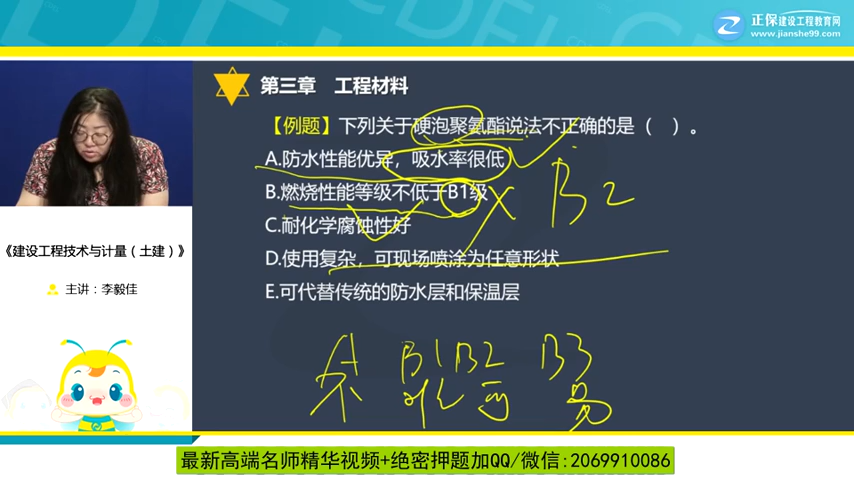 正保建设工程教育网
www.jianshe99.com
第三章 工程材料
【例题】下列关于硬泡聚氨酯说法不正确的是（ ）。
A.防水性能优异，吸水率很低
B.燃烧性能等级不低于B1级
B2
C.耐化学腐蚀性好
D.使用复杂，可现场喷涂为任意形状
E.可代替传统的防水层和保温层
《建设工程技术与计量（土建）》
主讲：李毅佳
A B1 B2 B3
不 可 易
最新高端名师精华视频+绝密押题加QQ/微信:2069910086